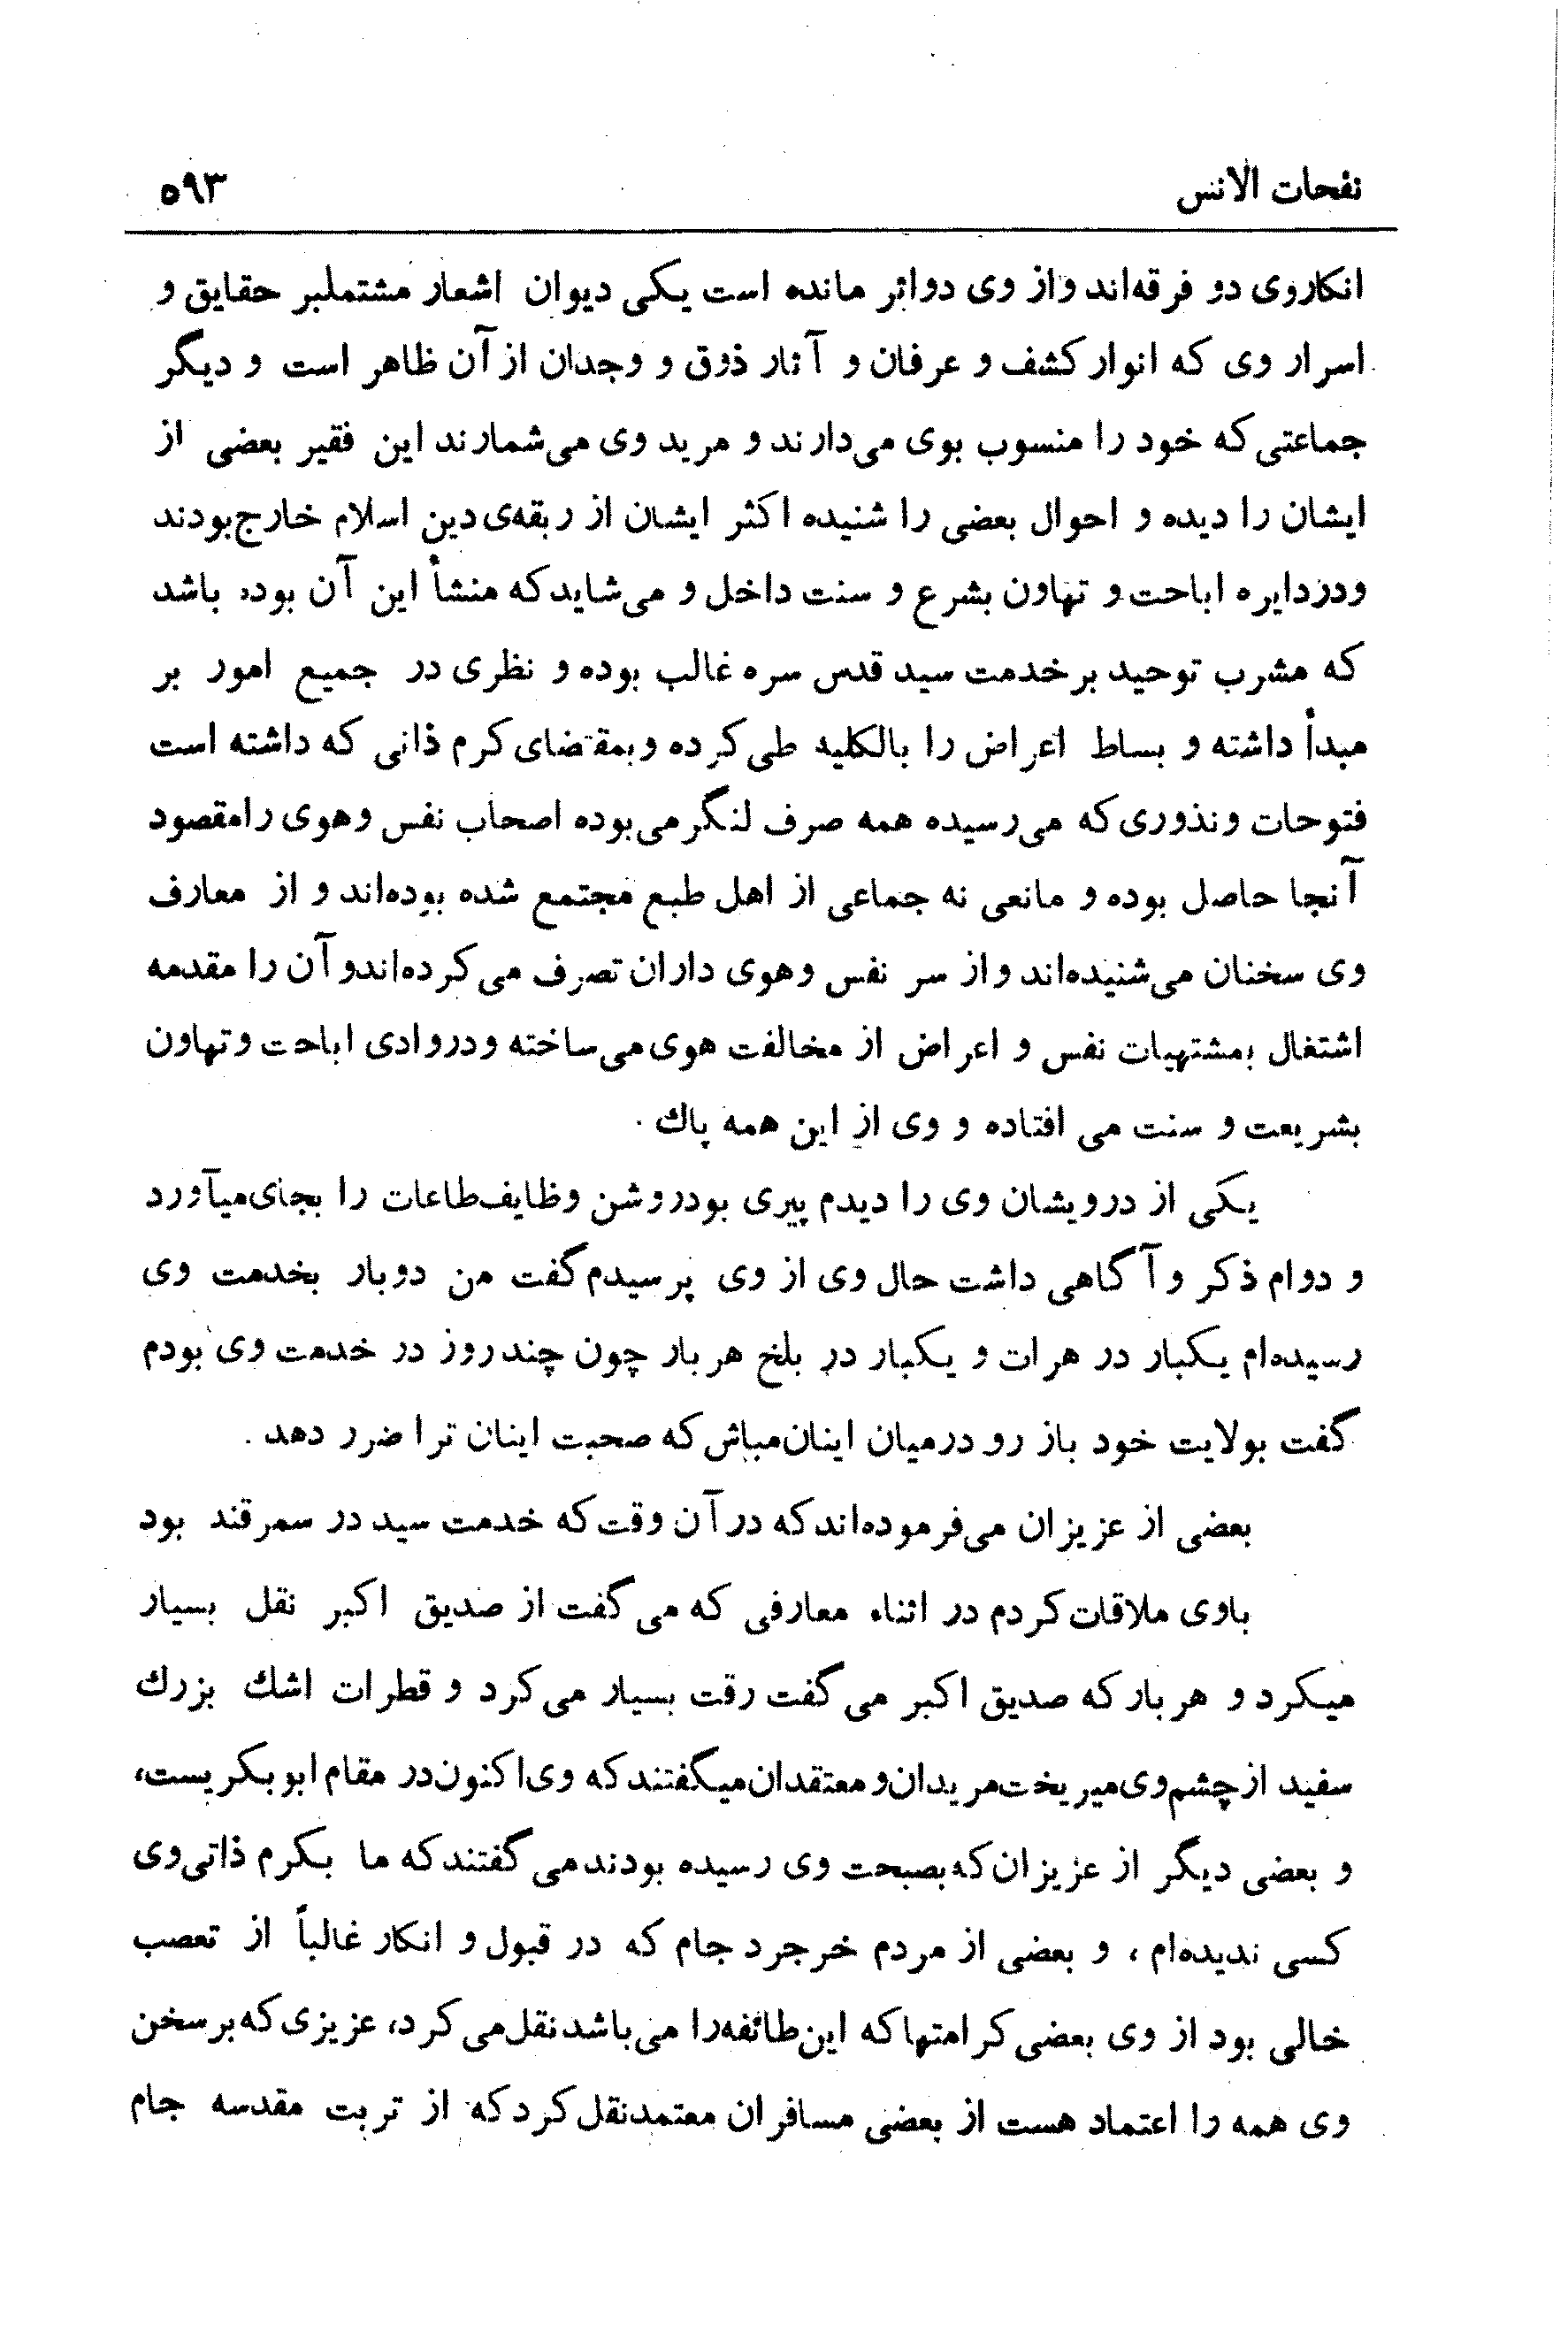 نفحات الانس ۵۹۳
انکاروی دو فرقه‌اند واز وی دواثر مانده است یکی دیوان اشعار مشتملبر حقایق و
اسرار وی که انوار کشف و عرفان و آثار ذوق و وجدان از آن ظاهر است و دیگر
جماعتی که خود را منسوب بوی می‌دارند و مرید وی می‌شمارند این فقیر بعضی از
ایشان را دیده و احوال بعضی را شنیده اکثر ایشان از ربقه‌ی دین اسلام خارج بودند
ودردایره اباحت و تهاون بشرع و سنت داخل و می‌شاید که منشأ این آن بوده باشد
که مشرب توحید بر خدمت سید قدس سره غالب بوده و نظری در جمیع امور بر
مبدأ داشته و بساط اعراض را بالکلیه طی کرده وبمقتضای کرم ذانی که داشته است
فتوحات ونذوری که می‌رسیده همه صرف لنگر می‌بوده اصحاب نفس وهوی رامقصود
آنجا حاصل بوده و مانعی نه جماعی از اهل طبع مجتمع شده بوده‌اند و از معارف
وی سخنان می‌شنیده‌اند واز سر نفس وهوی داران تصرف می کرده‌اندو آن را مقدمه
اشتغال بمشتهیات نفس و اعراض از مخالفت هوی می‌ساخته ودروادی اباحت وتهاون
بشریعت و سنت می افتاده و وی از این همه پاك .
یکی از درویشان وی را دیدم پیری بودروشن وظایف‌طاعات را بجای‌میآورد
و دوام ذکر و آگاهی داشت حال وی از وی پرسیدم گفت من دوبار بخدمت وی
رسیده‌ام یکبار در هرات و یکبار در بلخ هر بار چون چند روز در خدمت وی بودم
گفت بولایت خود باز رو درمیان اینان‌مباش که صحبت اینان ترا ضرر دهد .
بعضی از عزیزان می‌فرموده‌اند که در آن وقت که خدمت سید در سمرقند بود
باوی ملاقات کردم در اثناء معارفی که می گفت از صدیق اکبر نقل بسیار
میکرد و هر بار که صدیق اکبر می گفت رقت بسیار می کرد و قطرات اشك بزرك
سفید از چشم وی‌میریخت‌مریدان‌و معتقدان‌میگفتند که وی‌اکنون‌در مقام ابو بکریست،
و بعضی دیگر از عزیزان که بصبحت وی رسیده بودند می گفتند که ما بکرم ذاتی وی
کسی ندیده‌ام ، و بعضی از مردم خرجرد جام که در قبول و انکار غالباً از تعصب
خالی بود از وی بعضی کرامتها که این طائفه‌را می‌باشد نقل می کرد، عزیزی که بر سخن
وی همه را اعتماد هست از بعضی مسافران معتمد نقل کرد که از تربت مقدسه جام